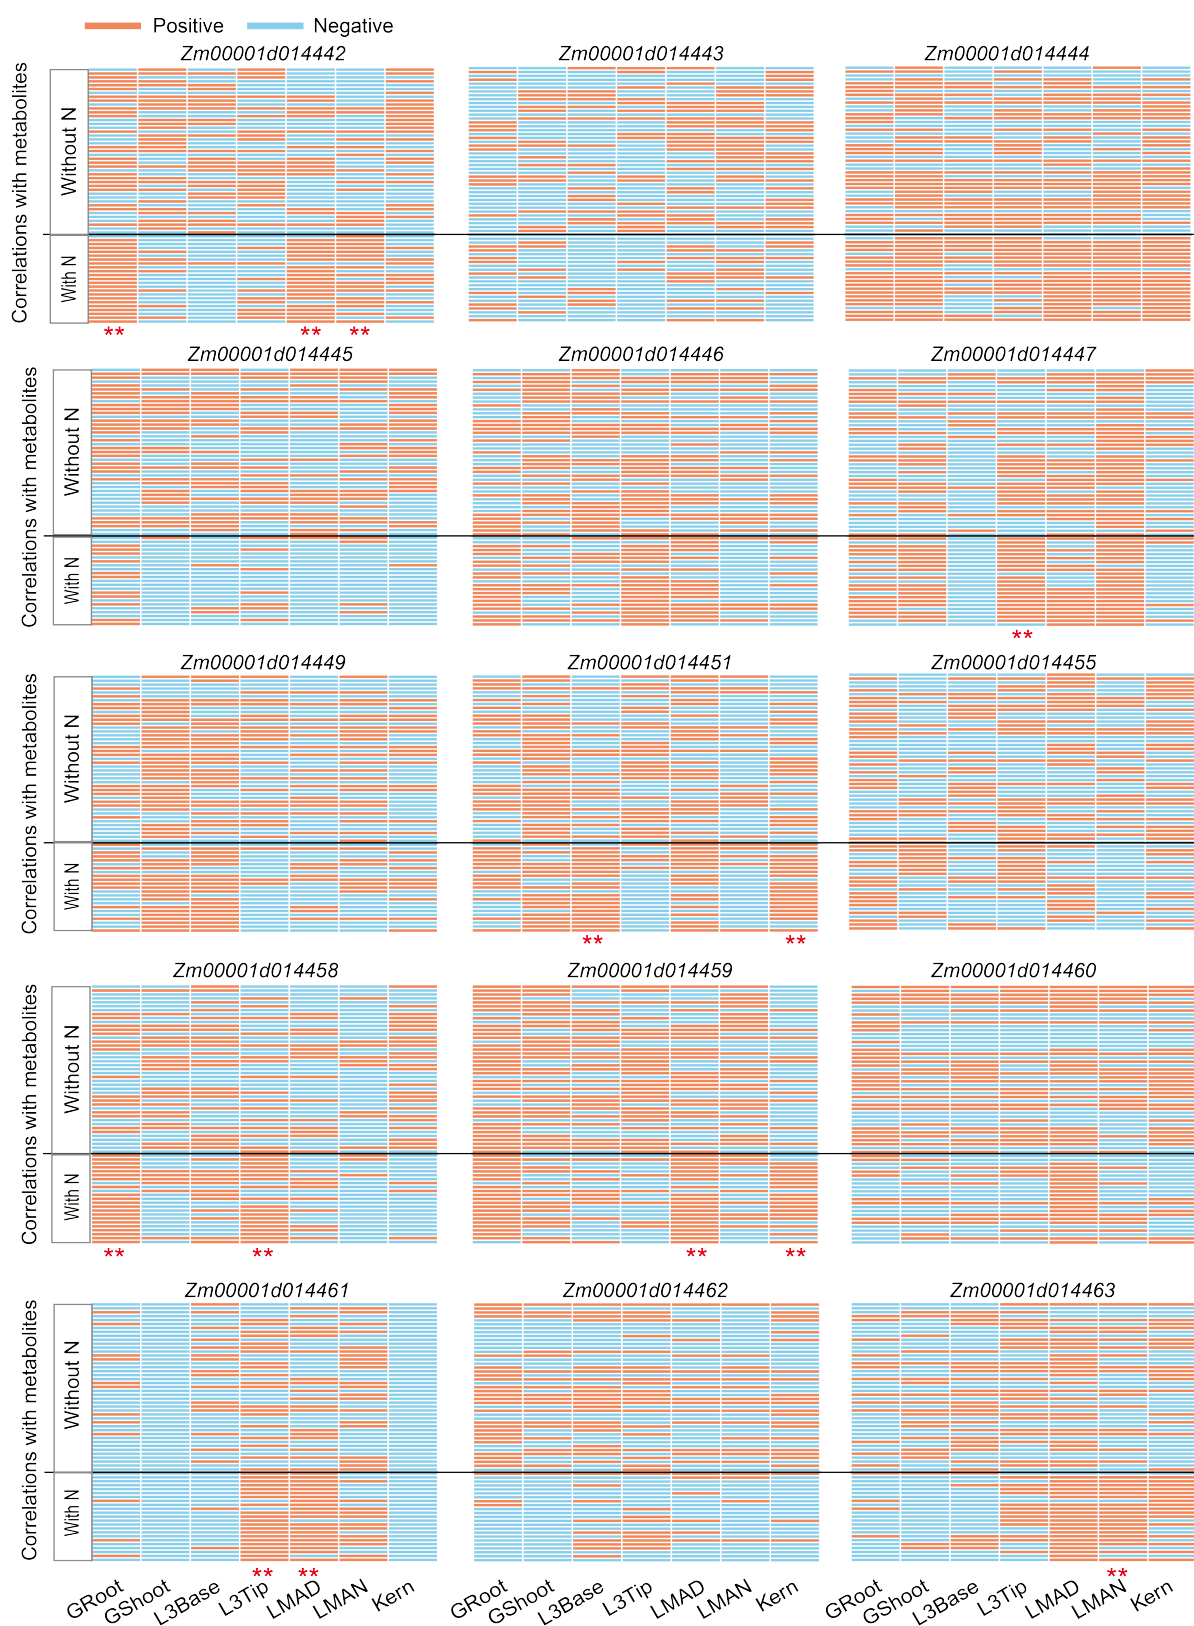 Positive Negative
Zm00001d014442 Zm00001d014443 Zm00001d014444
Correlations with metabolites
Without N
With N
** ** **
Zm00001d014445 Zm00001d014446 Zm00001d014447
Correlations with metabolites
Without N
With N
**
Zm00001d014449 Zm00001d014451 Zm00001d014455
Correlations with metabolites
Without N
With N
** **
Zm00001d014458 Zm00001d014459 Zm00001d014460
Correlations with metabolites
Without N
With N
** ** ** **
Zm00001d014461 Zm00001d014462 Zm00001d014463
Correlations with metabolites
Without N
With N
** ** **
GRoot GShoot L3Base L3Tip LMAD LMAN Kern GRoot GShoot L3Base L3Tip LMAD LMAN Kern GRoot GShoot L3Base L3Tip LMAD LMAN Kern